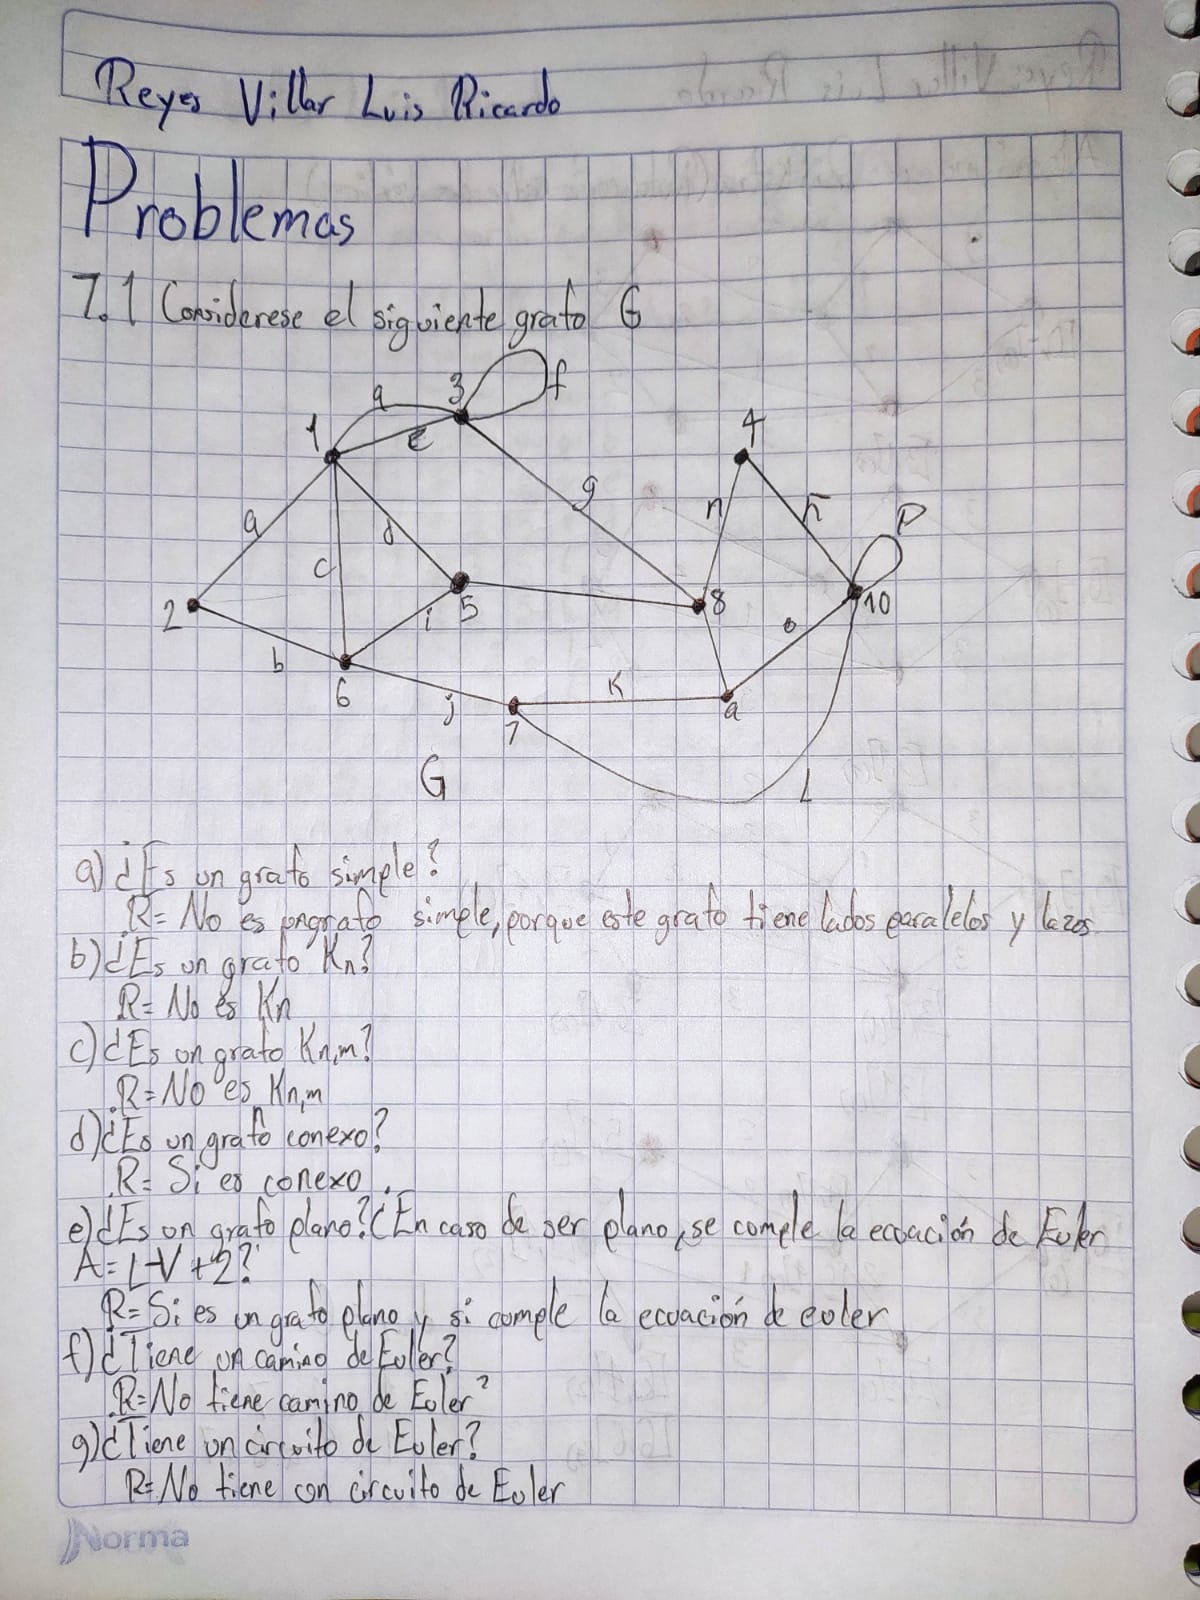 Reyes Villar Luis Ricardo
Problemas
7.1 Considerese el siguiente grafo G
a
3
f
1
e
4
g
a
n
ñ
P
d
c
2
i
5
8
10
b
o
6
j
K
7
a
G
L
a) ¿Es un grafo simple?
R= No es ungrafo simple, porque este grafo tiene lados paralelos y lazos
b) ¿Es un grafo Kn?
R= No es Kn
c) ¿Es un grafo Kn,m?
R= No es Kn,m
d) ¿Es un grafo conexo?
R= Si es conexo.
e) ¿Es un grafo plano? ¿En caso de ser plano, se comple la ecuación de Euler
A= L-V+2?
R= Si es un grafo plano y si comple la ecuación de euler
f) ¿Tiene un camino de Euler?
R= No tiene camino de Euler?
g) ¿Tiene un circuito de Euler?
R= No tiene con circuito de Euler
Norma